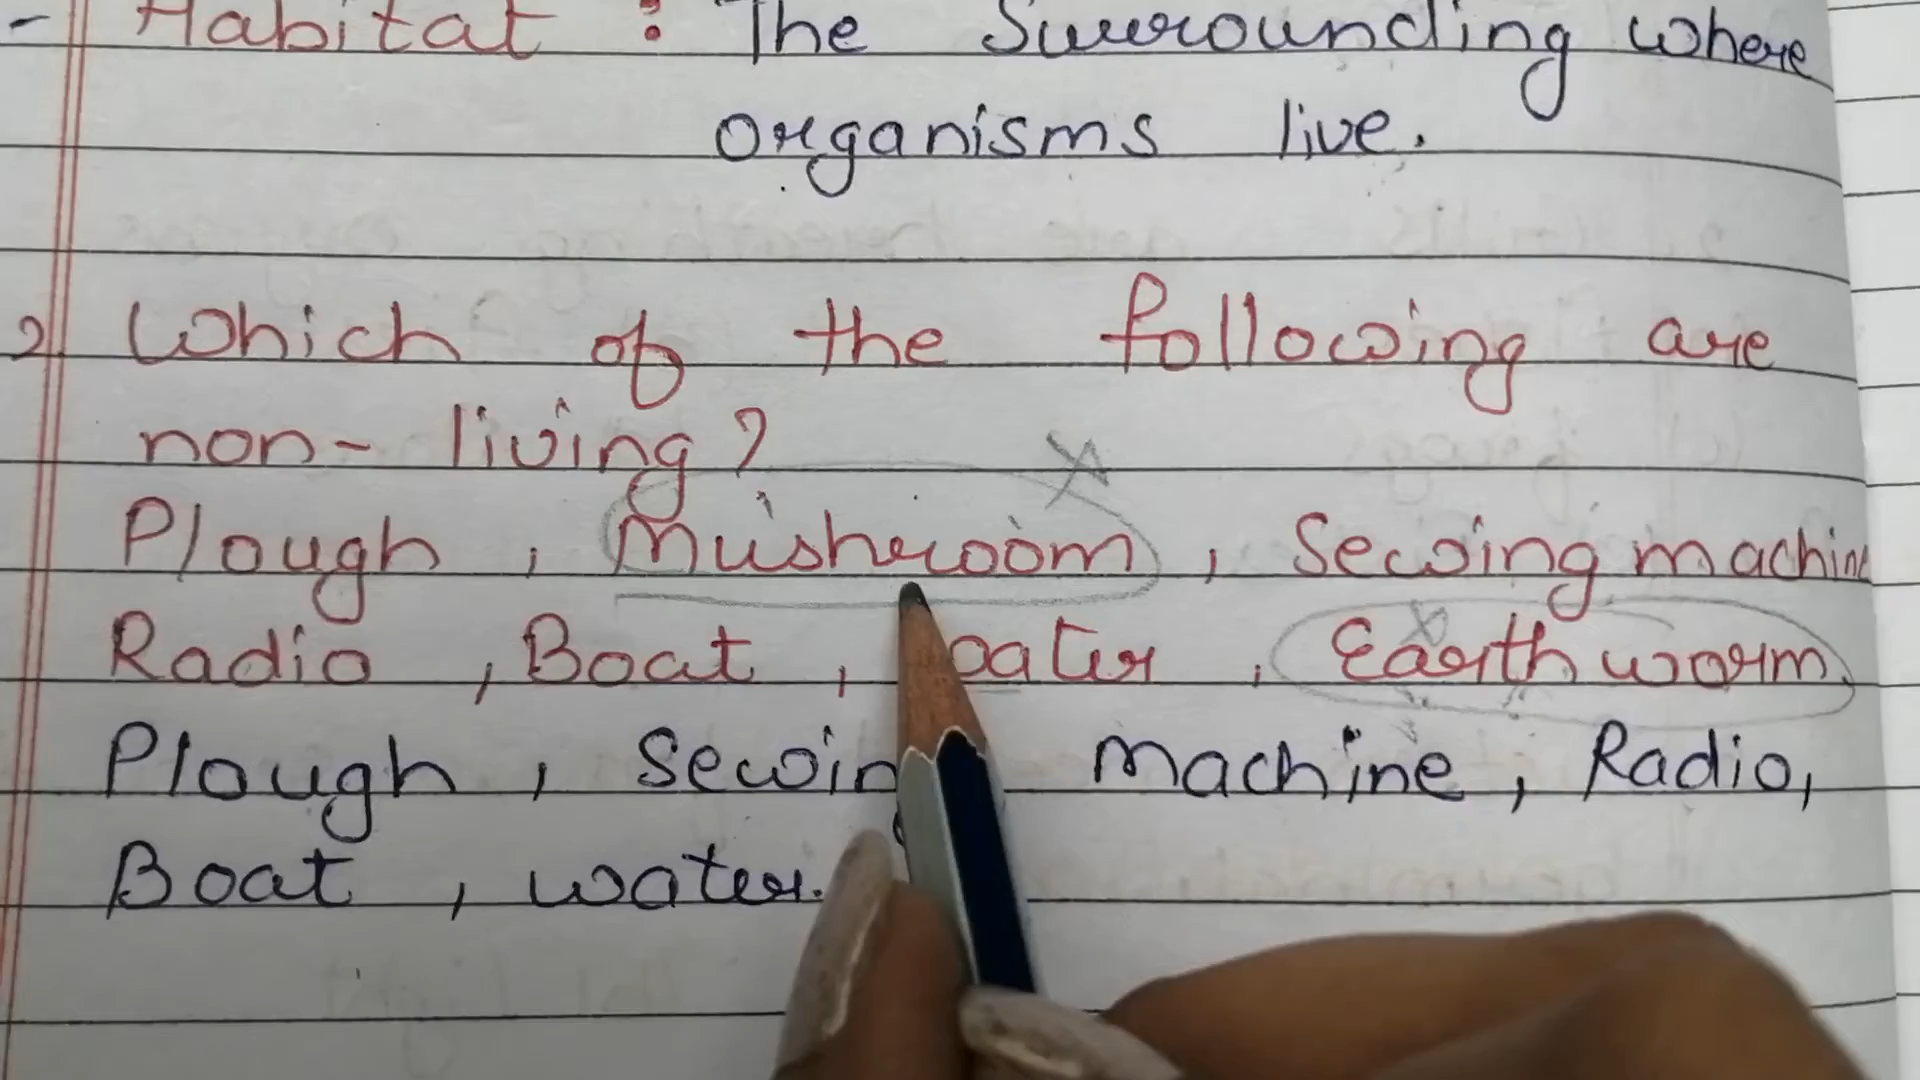 - Habitat : The Surrounding where
organisms live.
2. Which of the following are
non- living?
Plough , Mushroom , Sewing machine
Radio , Boat , water , Earthworm.
Plough , Sewing machine , Radio,
Boat , water.